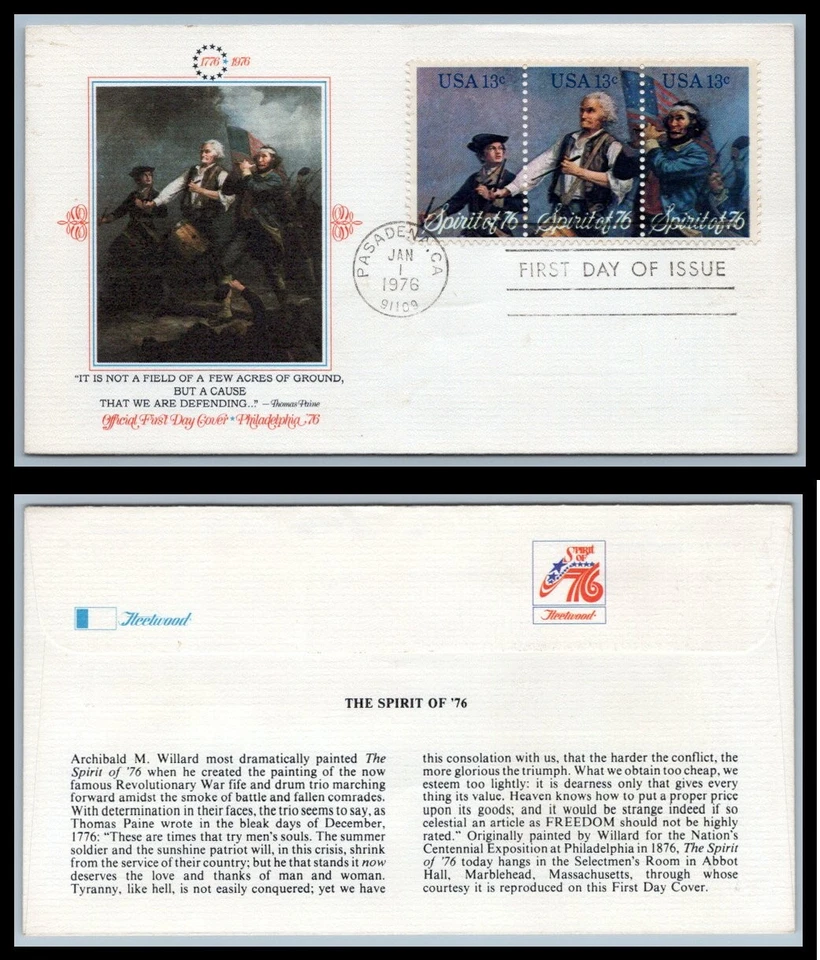 1776 ★ 1976
USA 13c USA 13c USA 13c
Spirit of 76 Spirit of 76 Spirit of 76
PASADENA, CA
JAN
1
1976
91109
FIRST DAY OF ISSUE
"IT IS NOT A FIELD OF A FEW ACRES OF GROUND,
BUT A CAUSE
THAT WE ARE DEFENDING..." — Thomas Paine
Official First Day Cover ★ Philadelphia '76
Fleetwood
SPIRIT
OF
76
Fleetwood
THE SPIRIT OF '76
Archibald M. Willard most dramatically painted The
Spirit of '76 when he created the painting of the now
famous Revolutionary War fife and drum trio marching
forward amidst the smoke of battle and fallen comrades.
With determination in their faces, the trio seems to say, as
Thomas Paine wrote in the bleak days of December,
1776: "These are times that try men's souls. The summer
soldier and the sunshine patriot will, in this crisis, shrink
from the service of their country; but he that stands it now
deserves the love and thanks of man and woman.
Tyranny, like hell, is not easily conquered; yet we have
this consolation with us, that the harder the conflict, the
more glorious the triumph. What we obtain too cheap, we
esteem too lightly: it is dearness only that gives every
thing its value. Heaven knows how to put a proper price
upon its goods; and it would be strange indeed if so
celestial an article as FREEDOM should not be highly
rated." Originally painted by Willard for the Nation's
Centennial Exposition at Philadelphia in 1876, The Spirit
of '76 today hangs in the Selectmen's Room in Abbot
Hall, Marblehead, Massachusetts, through whose
courtesy it is reproduced on this First Day Cover.